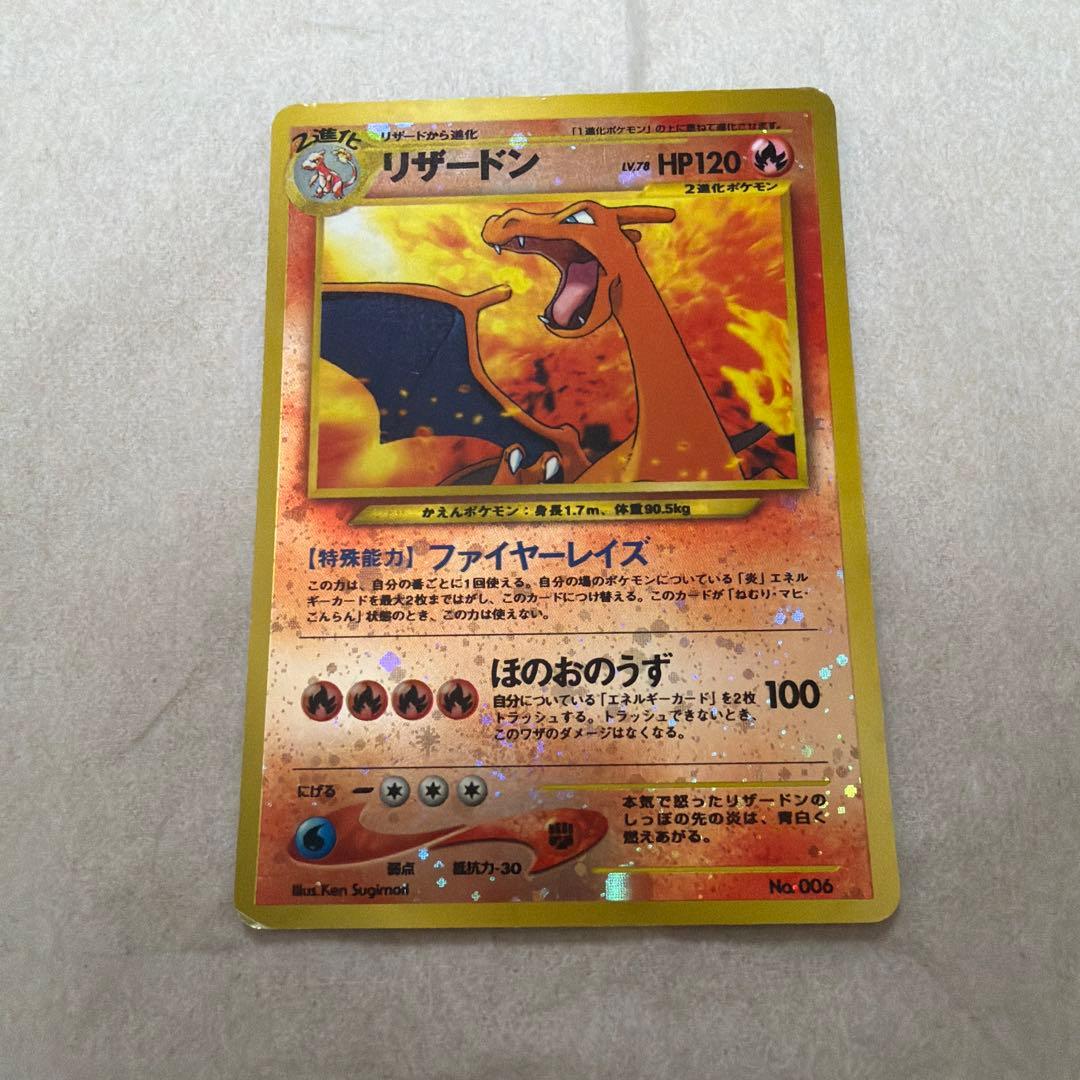 2進化
リザードから進化
「1進化ポケモン」の上に重ねて進化させます。
リザードン
LV.78 HP120
2進化ポケモン
かえんポケモン：身長1.7m、体重90.5kg
【特殊能力】ファイヤーレイズ
この力は、自分の番ごとに1回使える。自分の場のポケモンについている「炎」エネル
ギーカードを最大2枚まではがし、このカードにつけ替える。このカードが「ねむり・マヒ・
こんらん」状態のとき、この力は使えない。
ほのおのうず
自分についている「エネルギーカード」を2枚
トラッシュする。トラッシュできないとき、
このワザのダメージはなくなる。
100
にげる
弱点 抵抗力-30
本気で怒ったリザードンの
しっぽの先の炎は、青白く
燃えあがる。
Illus.Ken Sugimori
No.006